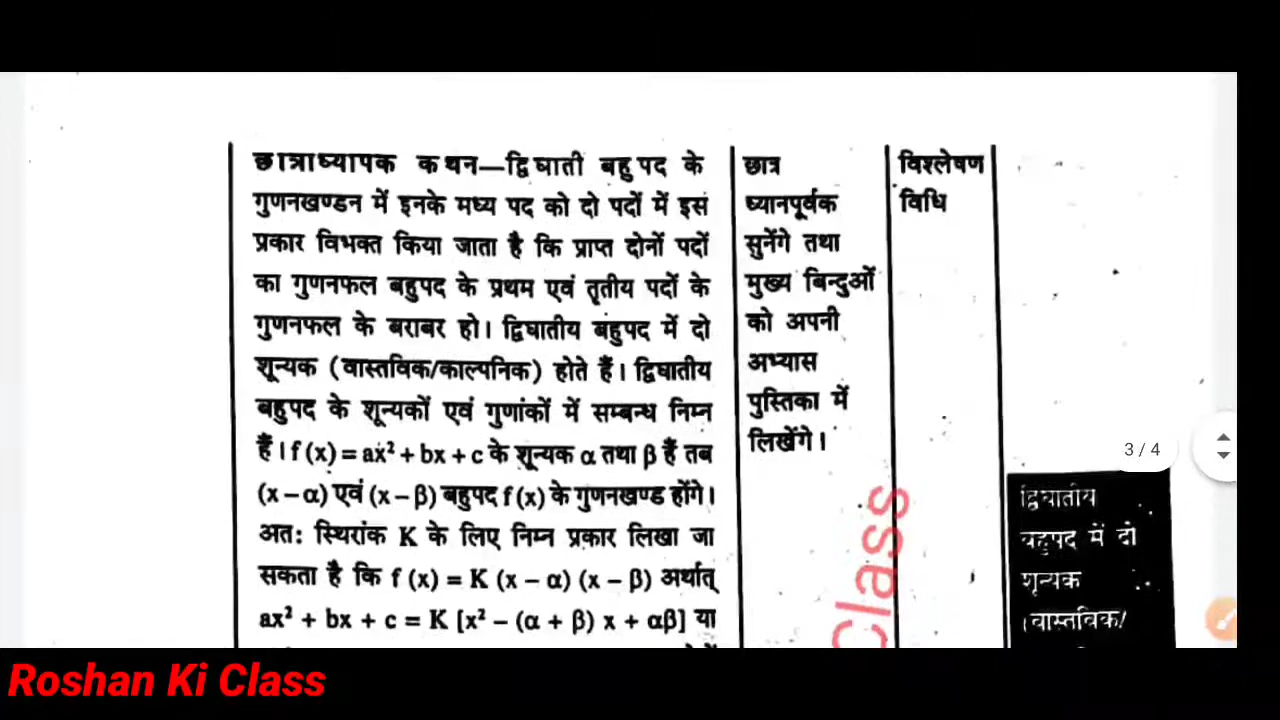 छात्राध्यापक कथन—द्विघाती बहुपद के
गुणनखण्डन में इनके मध्य पद को दो पदों में इस
प्रकार विभक्त किया जाता है कि प्राप्त दोनों पदों
का गुणनफल बहुपद के प्रथम एवं तृतीय पदों के
गुणनफल के बराबर हो। द्विघातीय बहुपद में दो
शून्यक (वास्तविक/काल्पनिक) होते हैं। द्विघातीय
बहुपद के शून्यकों एवं गुणांकों में सम्बन्ध निम्न
हैं। f (x) = ax² + bx + c के शून्यक α तथा β हैं तब
(x – α) एवं (x – β) बहुपद f (x) के गुणनखण्ड होंगे।
अतः स्थिरांक K के लिए निम्न प्रकार लिखा जा
सकता है कि f (x) = K (x – α) (x – β) अर्थात्
ax² + bx + c = K [x² – (α + β) x + αβ] या
छात्र
ध्यानपूर्वक
सुनेंगे तथा
मुख्य बिन्दुओं
को अपनी
अभ्यास
पुस्तिका में
लिखेंगे।
विश्लेषण
विधि
3 / 4
द्विघातीय
बहुपद में दो
शून्यक
(वास्तविक/
Class
Roshan Ki Class